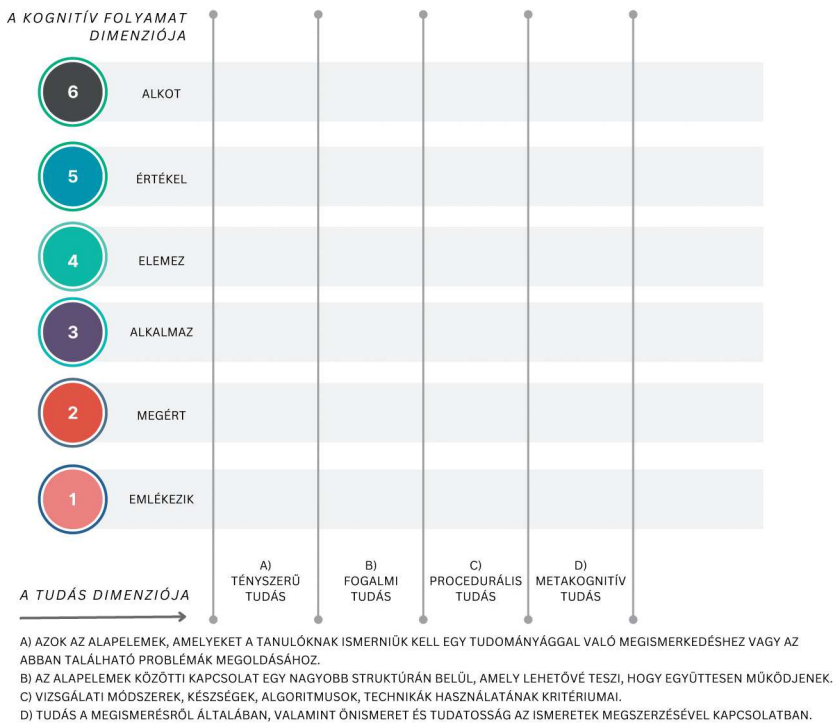 A KOGNITÍV FOLYAMAT
DIMENZIÓJA
6
ALKOT
5
ÉRTÉKEL
4
ELEMEZ
3
ALKALMAZ
2
MEGÉRT
1
EMLÉKEZIK
A)
TÉNYSZERŰ
TUDÁS
B)
FOGALMI
TUDÁS
C)
PROCEDURÁLIS
TUDÁS
D)
METAKOGNITÍV
TUDÁS
A TUDÁS DIMENZIÓJA
A) AZOK AZ ALAPELEMEK, AMELYEKET A TANULÓKNAK ISMERNIÜK KELL EGY TUDOMÁNYÁGGAL VALÓ MEGISMERKEDÉSHEZ VAGY AZ
ABBAN TALÁLHATÓ PROBLÉMÁK MEGOLDÁSÁHOZ.
B) AZ ALAPELEMEK KÖZÖTTI KAPCSOLAT EGY NAGYOBB STRUKTÚRÁN BELÜL, AMELY LEHETŐVÉ TESZI, HOGY EGYÜTTESEN MŰKÖDJENEK.
C) VIZSGÁLATI MÓDSZEREK, KÉSZSÉGEK, ALGORITMUSOK, TECHNIKÁK HASZNÁLATÁNAK KRITÉRIUMAI.
D) TUDÁS A MEGISMERÉSRŐL ÁLTALÁBAN, VALAMINT ÖNISMERET ÉS TUDATOSSÁG AZ ISMERETEK MEGSZERZÉSÉVEL KAPCSOLATBAN.